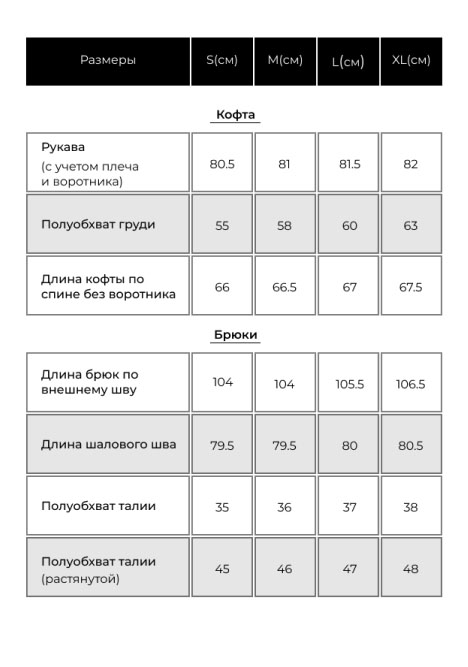 Размеры S(см) M(см) L(см) XL(см)
Кофта
Рукава
(с учетом плеча
и воротника)
80.5 81 81.5 82
Полуобхват груди 55 58 60 63
Длина кофты по
спине без воротника
66 66.5 67 67.5
Брюки
Длина брюк по
внешнему шву
104 104 105.5 106.5
Длина шалового шва 79.5 79.5 80 80.5
Полуобхват талии 35 36 37 38
Полуобхват талии
(растянутой)
45 46 47 48